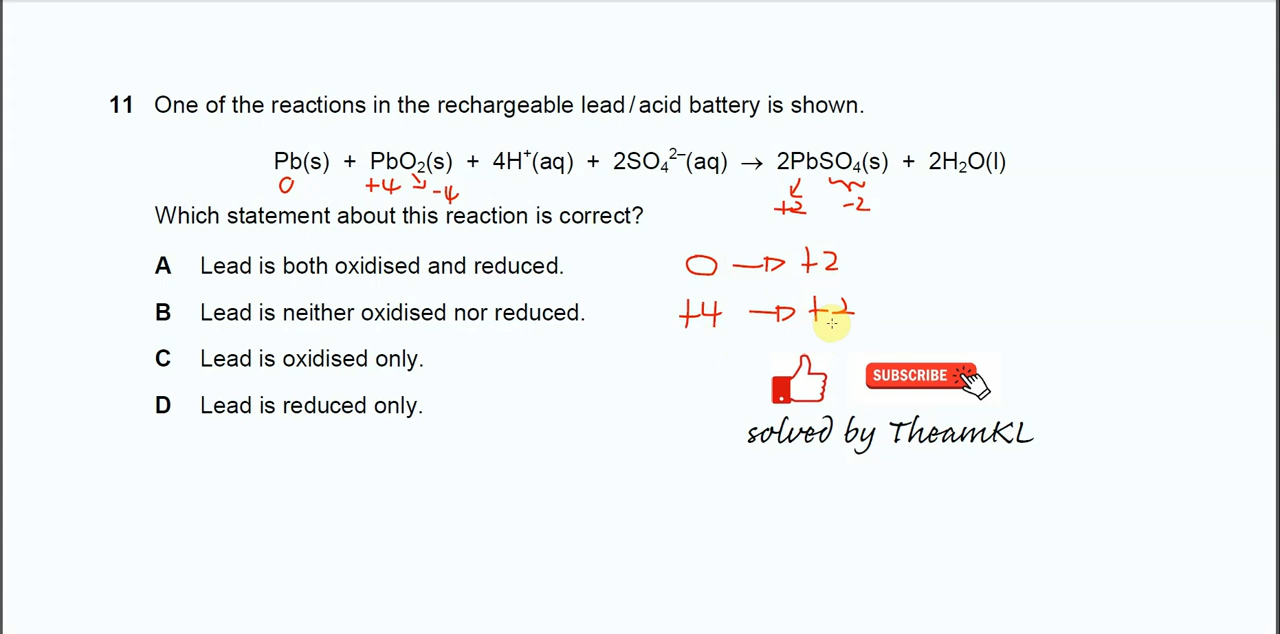 11 One of the reactions in the rechargeable lead/acid battery is shown.
Pb(s) + PbO₂(s) + 4H⁺(aq) + 2SO₄²⁻(aq) → 2PbSO₄(s) + 2H₂O(l)
0 +4 -4 +2 -2
Which statement about this reaction is correct?
A Lead is both oxidised and reduced.
0 → +2
B Lead is neither oxidised nor reduced.
+4 → +2
C Lead is oxidised only.
SUBSCRIBE
D Lead is reduced only.
solved by TheamKL